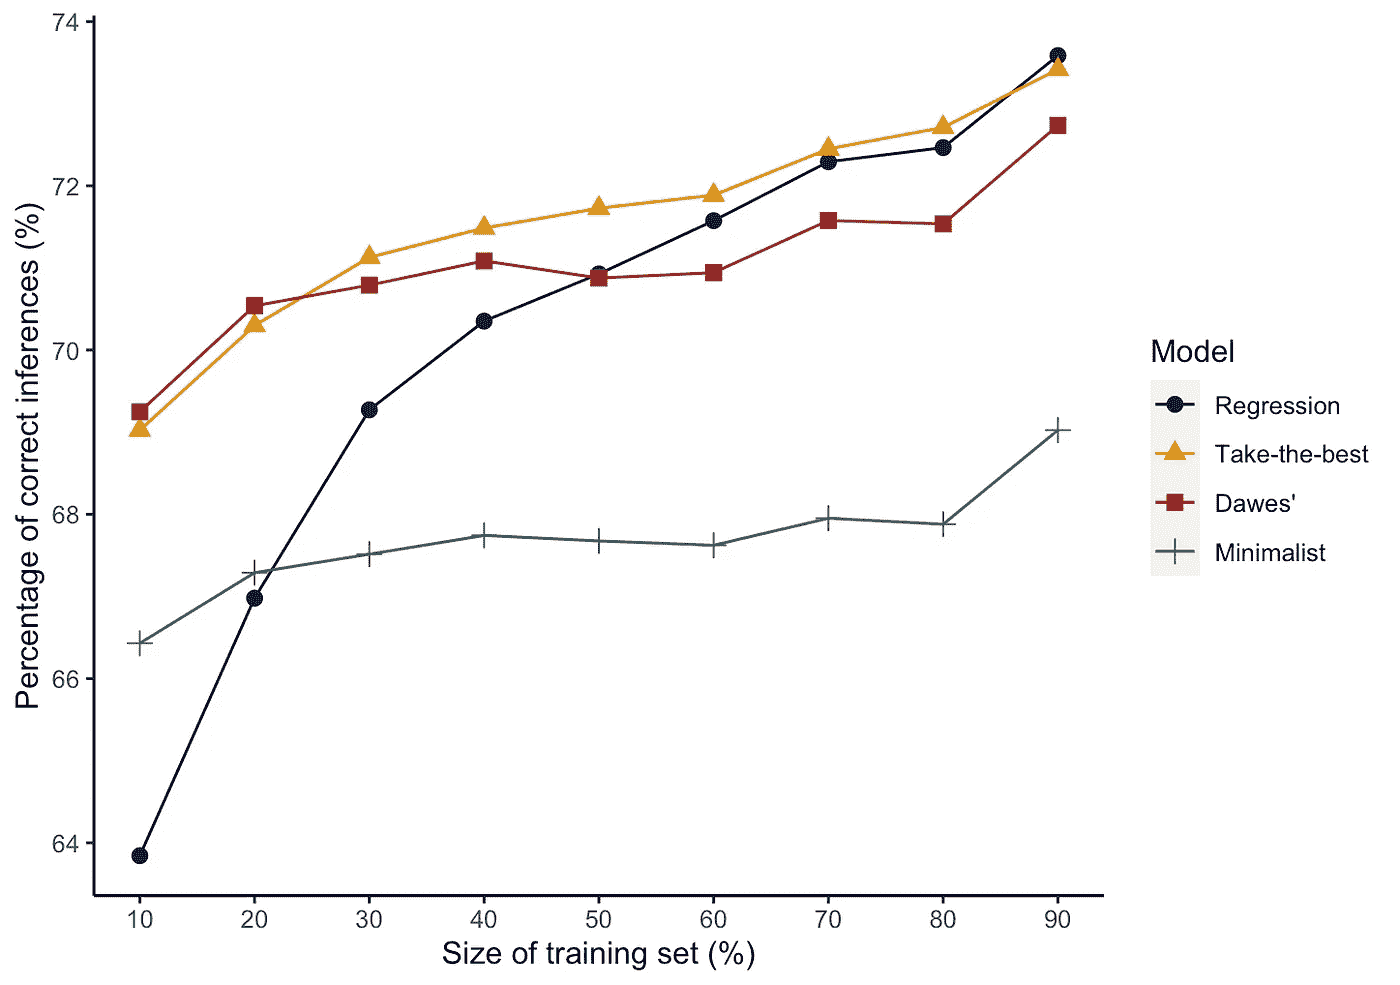 Percentage of correct inferences (%)
74
72
70
68
66
64
10 20 30 40 50 60 70 80 90
Size of training set (%)
Model
Regression
Take-the-best
Dawes'
Minimalist